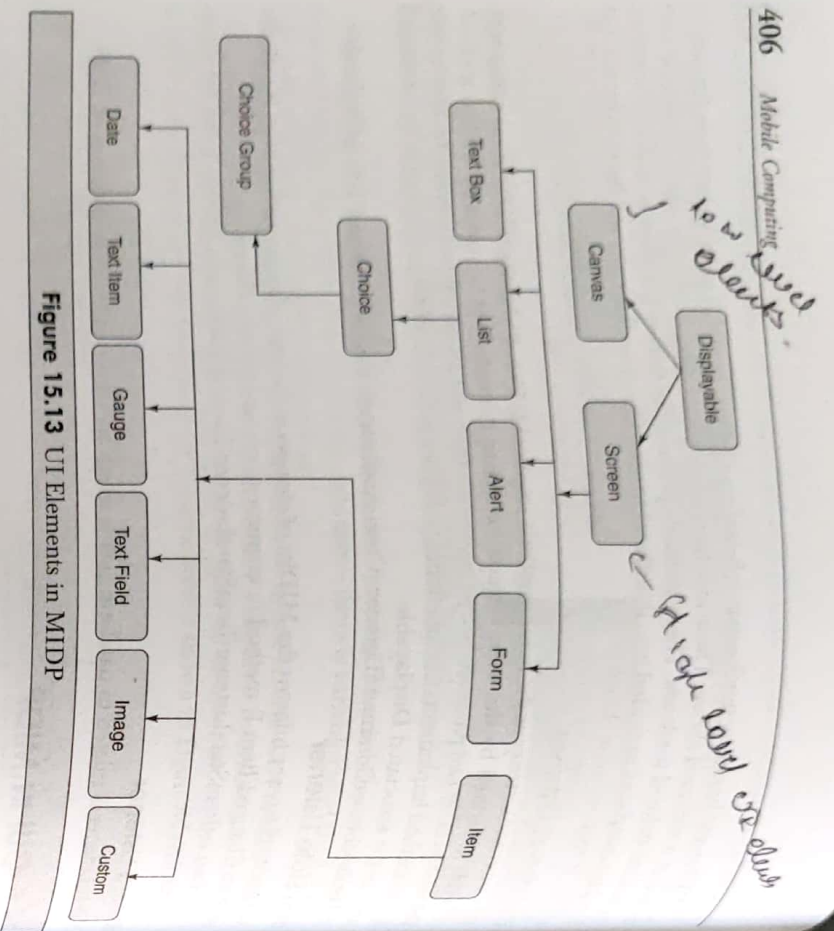 406 Mobile Computing
low level
Displayable
Canvas
Screen
High level
Text Box
List
Alert
Form
Item
Choice
Choice Group
Date
Text Item
Gauge
Text Field
Image
Custom
Figure 15.13 UI Elements in MIDP